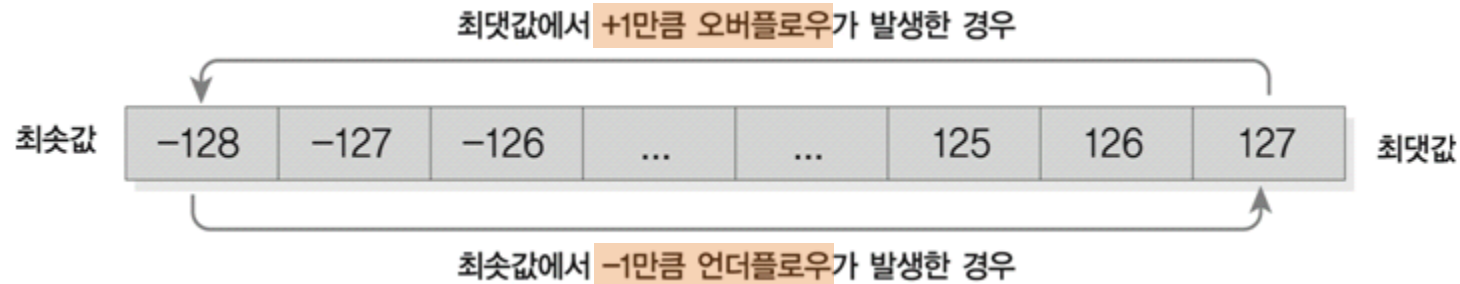 최댓값에서 +1만큼 오버플로우가 발생한 경우
최솟값 -128 -127 -126 ... ... 125 126 127 최댓값
최솟값에서 -1만큼 언더플로우가 발생한 경우